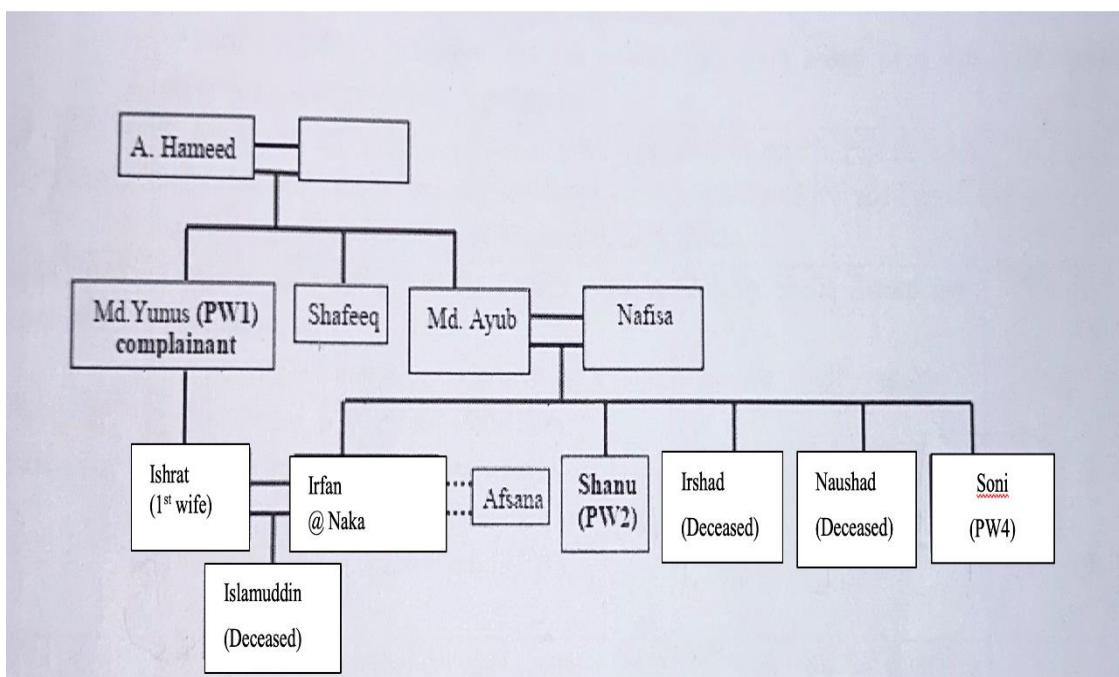 A. Hameed
Md.Yunus (PW1)
complainant
Shafeeq
Md. Ayub
Nafisa
Ishrat
(1st wife)
Irfan
@ Naka
Afsana
Shanu
(PW2)
Irshad
(Deceased)
Naushad
(Deceased)
Soni
(PW4)
Islamuddin
(Deceased)